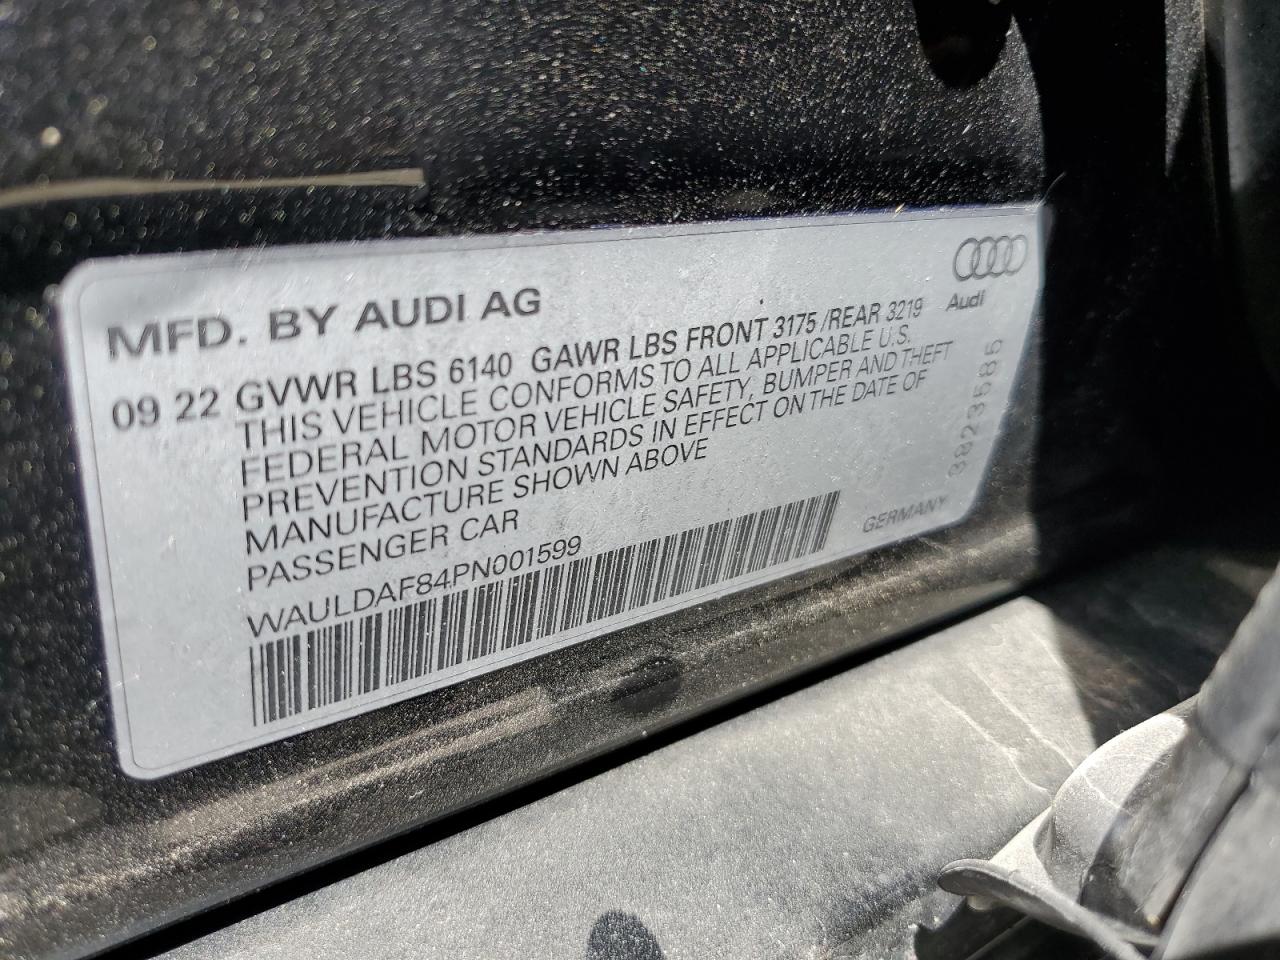 MFD. BY AUDI AG
Audi
09 22 GVWR LBS 6140 GAWR LBS FRONT 3175 /REAR 3219
THIS VEHICLE CONFORMS TO ALL APPLICABLE U.S.
FEDERAL MOTOR VEHICLE SAFETY, BUMPER AND THEFT
PREVENTION STANDARDS IN EFFECT ON THE DATE OF
MANUFACTURE SHOWN ABOVE
PASSENGER CAR
WAULDAF84PN001599
GERMANY
3823585